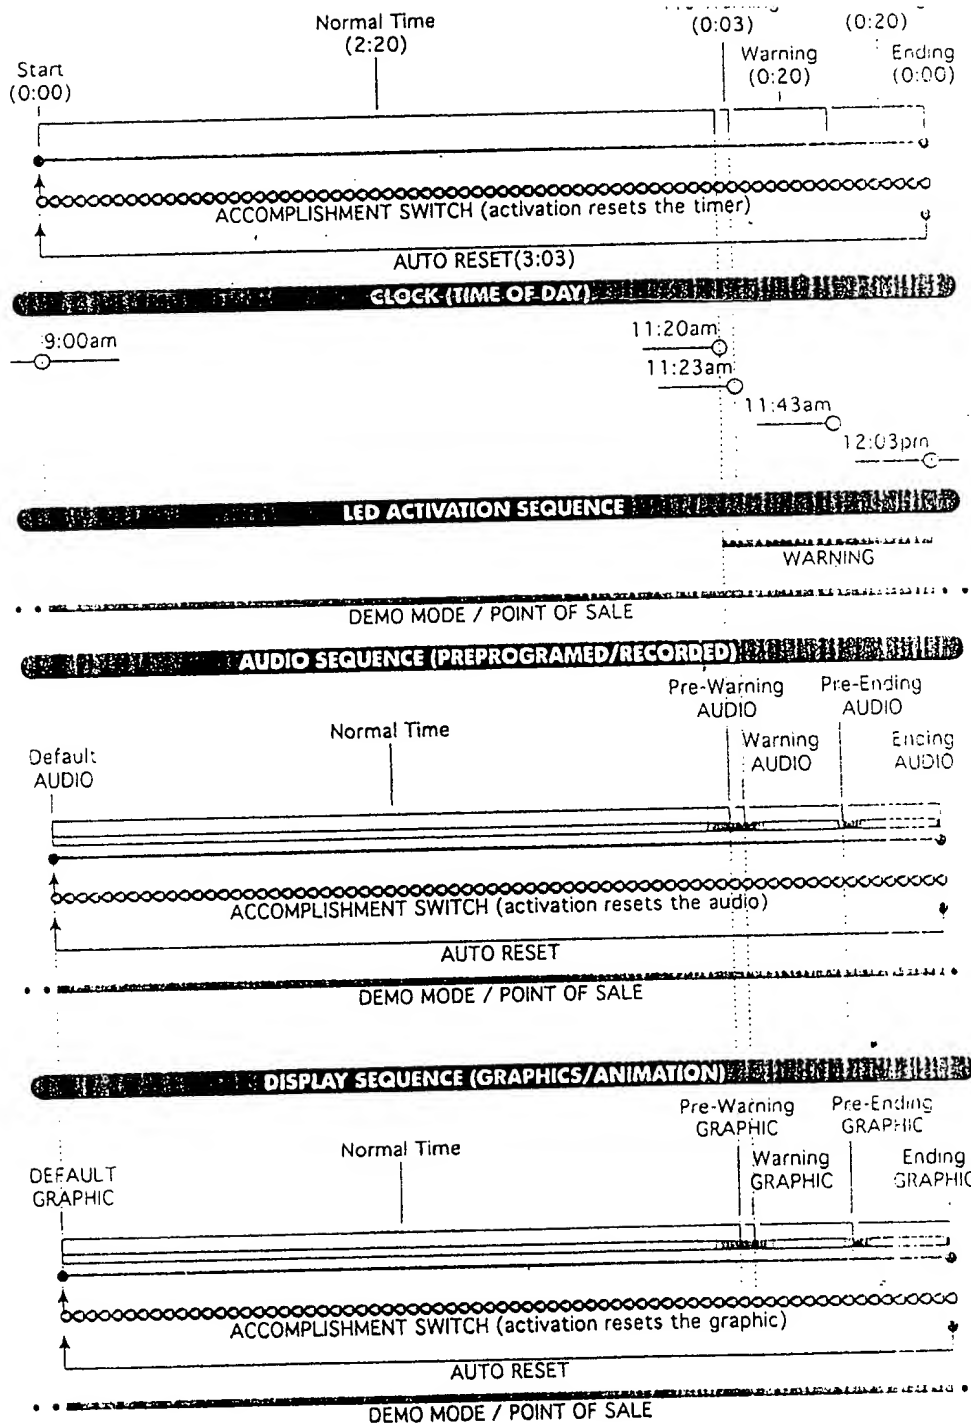 Normal Time
(2:20)
(0:03)
(0:20)
Warning
(0:20)
Ending
(0:00)
Start
(0:00)
ACCOMPLISHMENT SWITCH (activation resets the timer)
AUTO RESET(3:03)
CLOCK (TIME OF DAY)
9:00am
11:20am
11:23am
11:43am
12:03pm
LED ACTIVATION SEQUENCE
WARNING
DEMO MODE / POINT OF SALE
AUDIO SEQUENCE (PREPROGRAMED/RECORDED)
Pre-Warning
AUDIO
Pre-Ending
AUDIO
Normal Time
Warning
AUDIO
Ending
AUDIO
Default
AUDIO
ACCOMPLISHMENT SWITCH (activation resets the audio)
AUTO RESET
DEMO MODE / POINT OF SALE
DISPLAY SEQUENCE (GRAPHICS/ANIMATION)
Pre-Warning
GRAPHIC
Pre-Ending
GRAPHIC
Normal Time
Warning
GRAPHIC
Ending
GRAPHIC
DEFAULT
GRAPHIC
ACCOMPLISHMENT SWITCH (activation resets the graphic)
AUTO RESET
DEMO MODE / POINT OF SALE